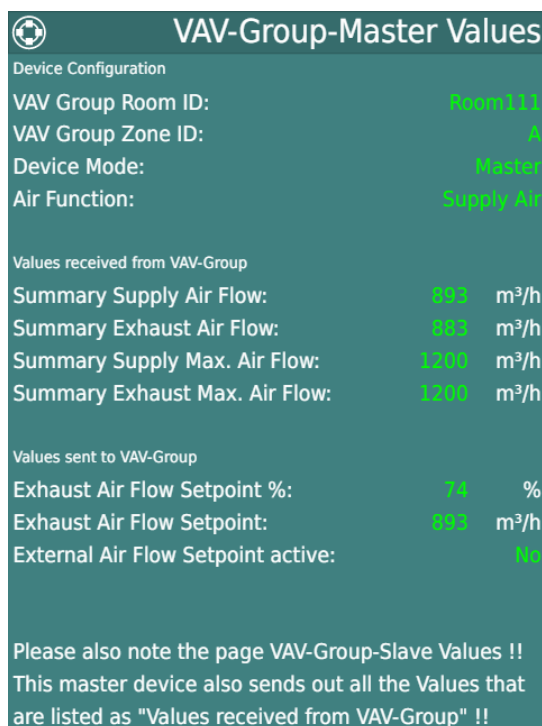 VAV-Group-Master Values
Device Configuration
VAV Group Room ID: Room111
VAV Group Zone ID: A
Device Mode: Master
Air Function: Supply Air
Values received from VAV-Group
Summary Supply Air Flow: 893 m³/h
Summary Exhaust Air Flow: 883 m³/h
Summary Supply Max. Air Flow: 1200 m³/h
Summary Exhaust Max. Air Flow: 1200 m³/h
Values sent to VAV-Group
Exhaust Air Flow Setpoint %: 74 %
Exhaust Air Flow Setpoint: 893 m³/h
External Air Flow Setpoint active: No
Please also note the page VAV-Group-Slave Values !!
This master device also sends out all the Values that
are listed as "Values received from VAV-Group" !!